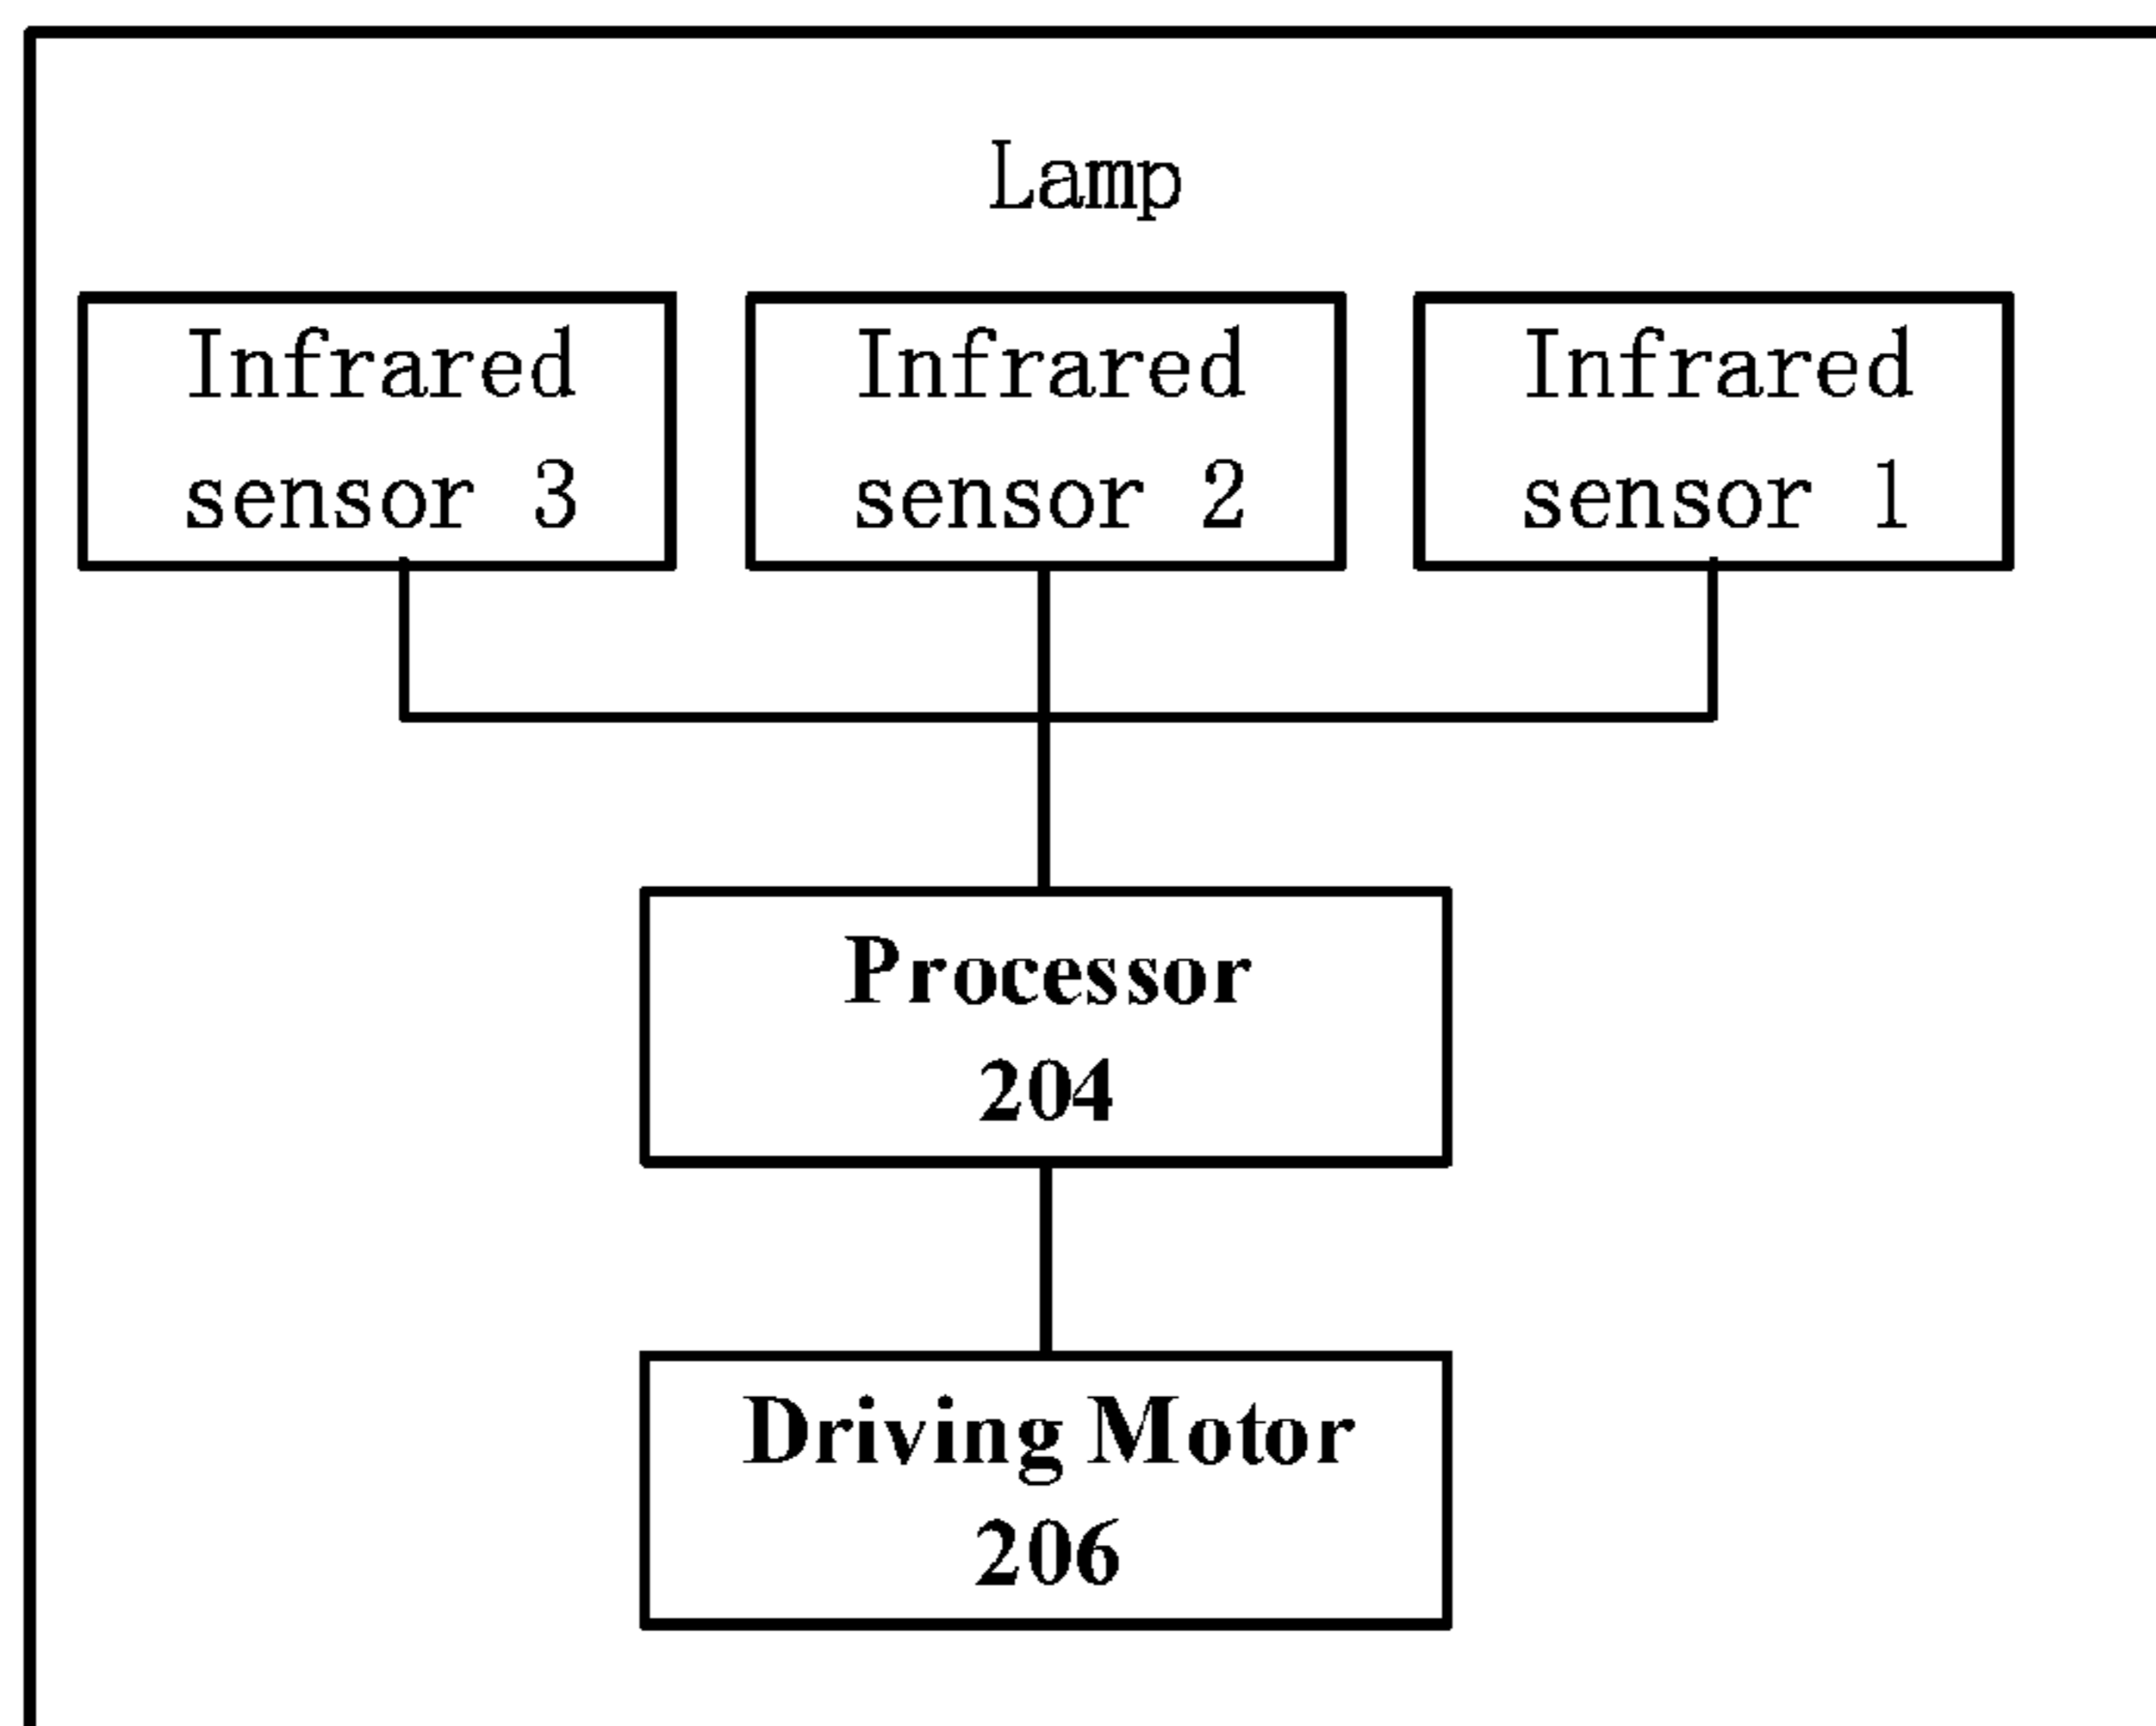 Lamp
Infrared
sensor 3
Infrared
sensor 2
Infrared
sensor 1
Processor
204
Driving Motor
206